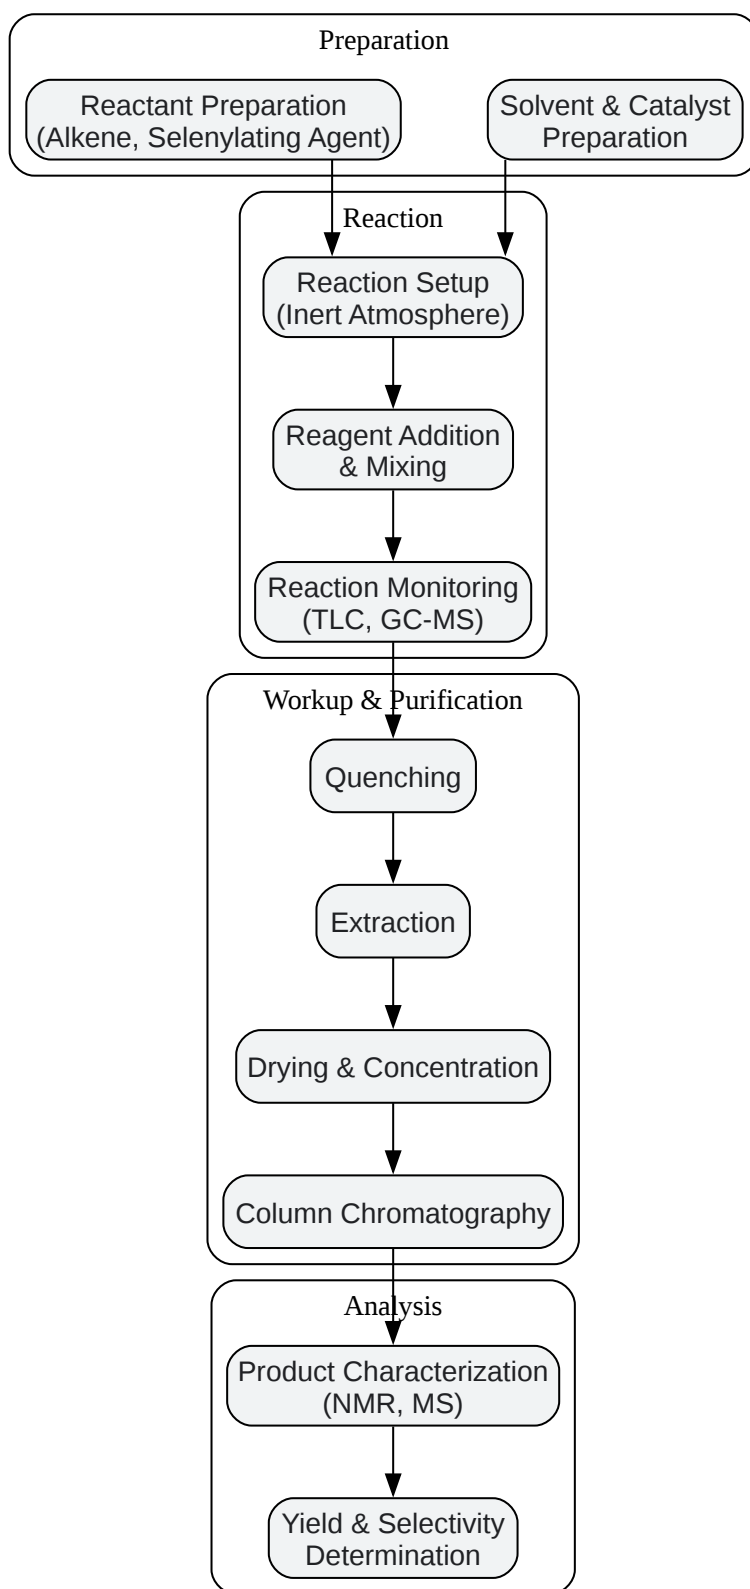 Preparation
Reactant Preparation
(Alkene, Selenylating Agent)
Solvent & Catalyst
Preparation
Reaction
Reaction Setup
(Inert Atmosphere)
Reagent Addition
& Mixing
Reaction Monitoring
(TLC, GC-MS)
Workup & Purification
Quenching
Extraction
Drying & Concentration
Column Chromatography
Analysis
Product Characterization
(NMR, MS)
Yield & Selectivity
Determination